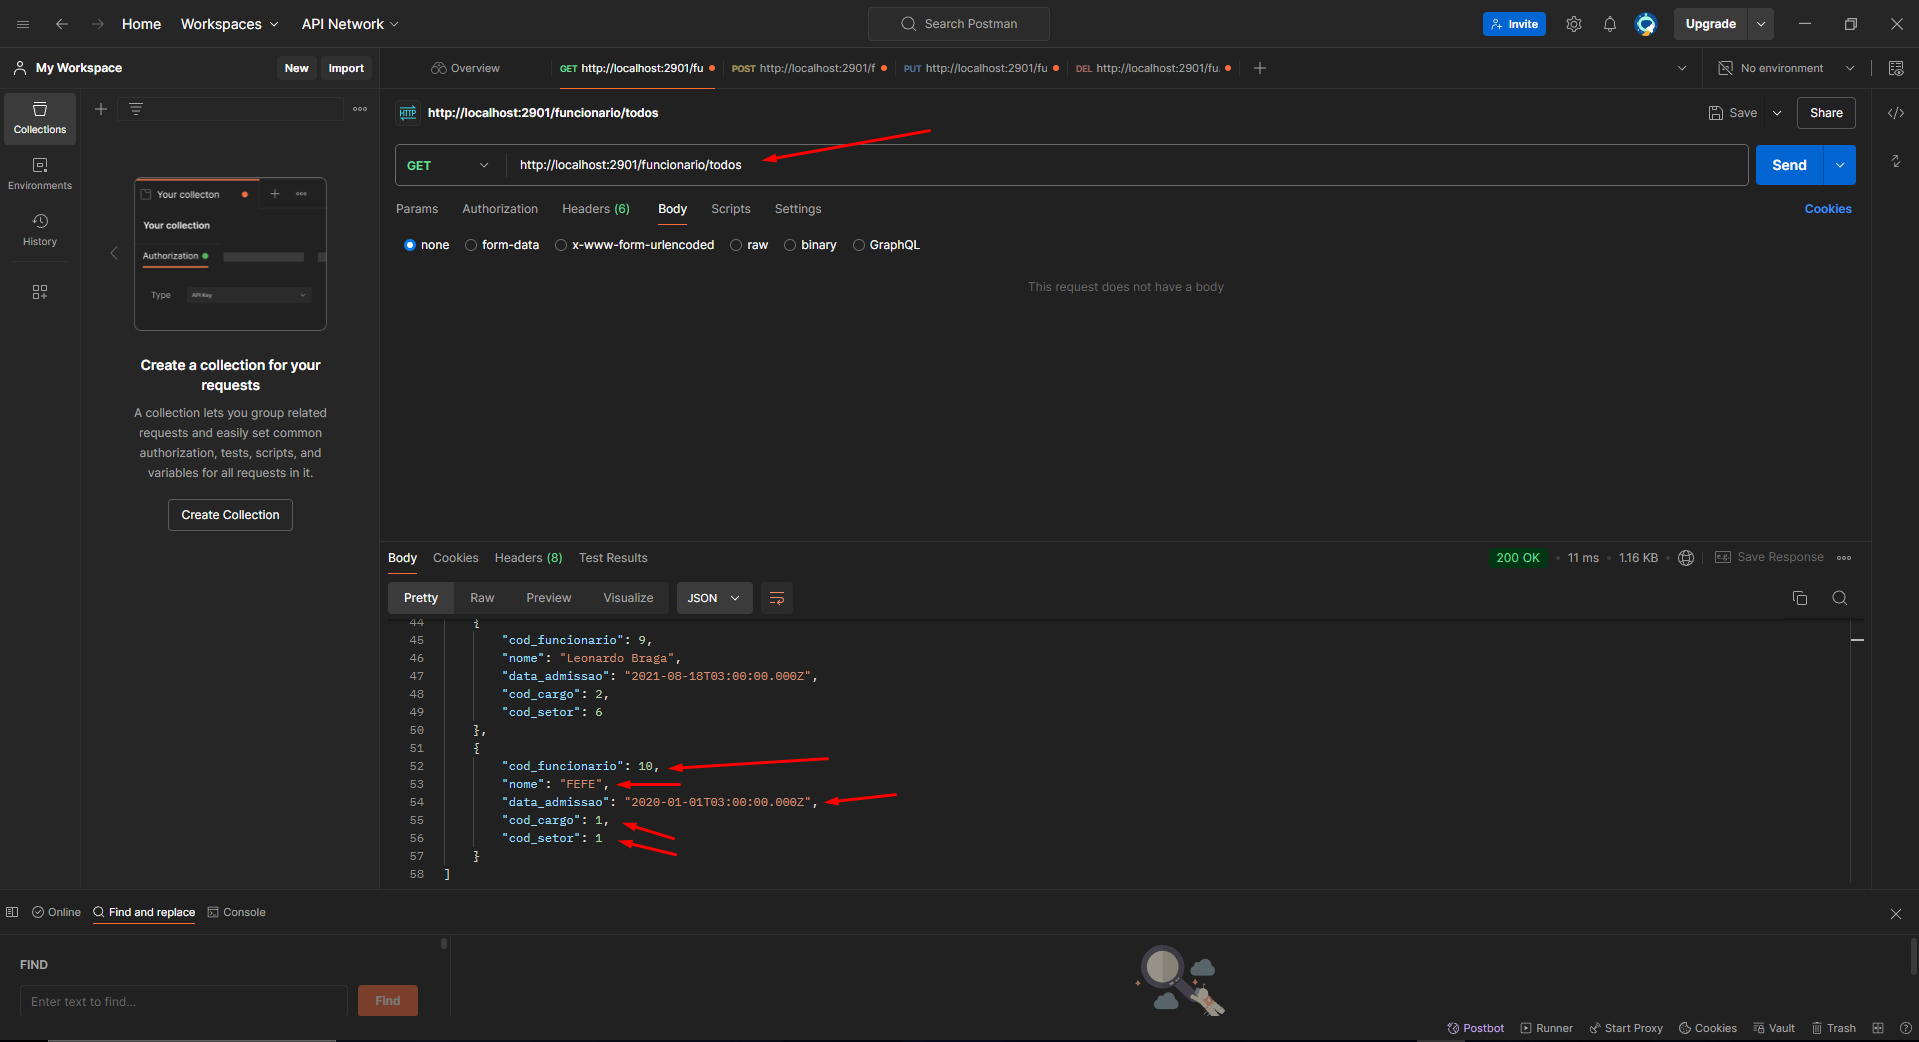 Home Workspaces API Network Search Postman Invite Upgrade
My Workspace New Import Overview GET http://localhost:2901/fu POST http://localhost:2901/f PUT http://localhost:2901/fu DEL http://localhost:2901/fu. No environment
Collections
Environments
History
Your collecton
Your collection
Authorization
Type API Key
Create a collection for your
requests
A collection lets you group related
requests and easily set common
authorization, tests, scripts, and
variables for all requests in it.
Create Collection
HTTP http://localhost:2901/funcionario/todos Save Share
GET http://localhost:2901/funcionario/todos Send
Params Authorization Headers (6) Body Scripts Settings Cookies
none form-data x-www-form-urlencoded raw binary GraphQL
This request does not have a body
Body Cookies Headers (8) Test Results 200 OK 11 ms 1.16 KB e.g. Save Response
Pretty Raw Preview Visualize JSON
44 {
45 "cod_funcionario": 9,
46 "nome": "Leonardo Braga",
47 "data_admissao": "2021-08-18T03:00:00.000Z",
48 "cod_cargo": 2,
49 "cod_setor": 6
50 },
51 {
52 "cod_funcionario": 10,
53 "nome": "FEFE",
54 "data_admissao": "2020-01-01T03:00:00.000Z",
55 "cod_cargo": 1,
56 "cod_setor": 1
57 }
58 ]
Online Find and replace Console
FIND
Enter text to find... Find
Postbot Runner Start Proxy Cookies Vault Trash